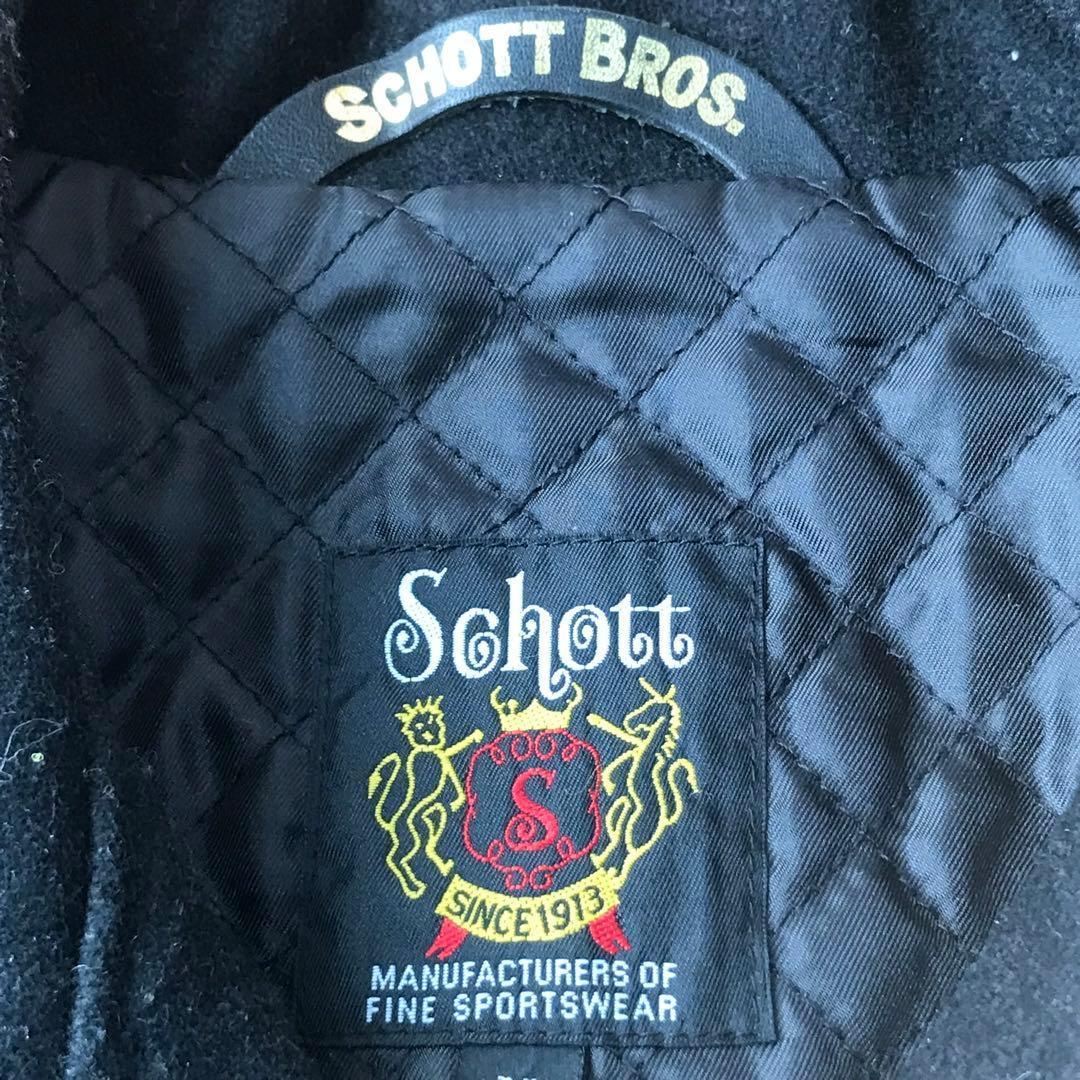 SCHOTT BROS.
Schott
S
SINCE 1913
MANUFACTURERS OF
FINE SPORTSWEAR